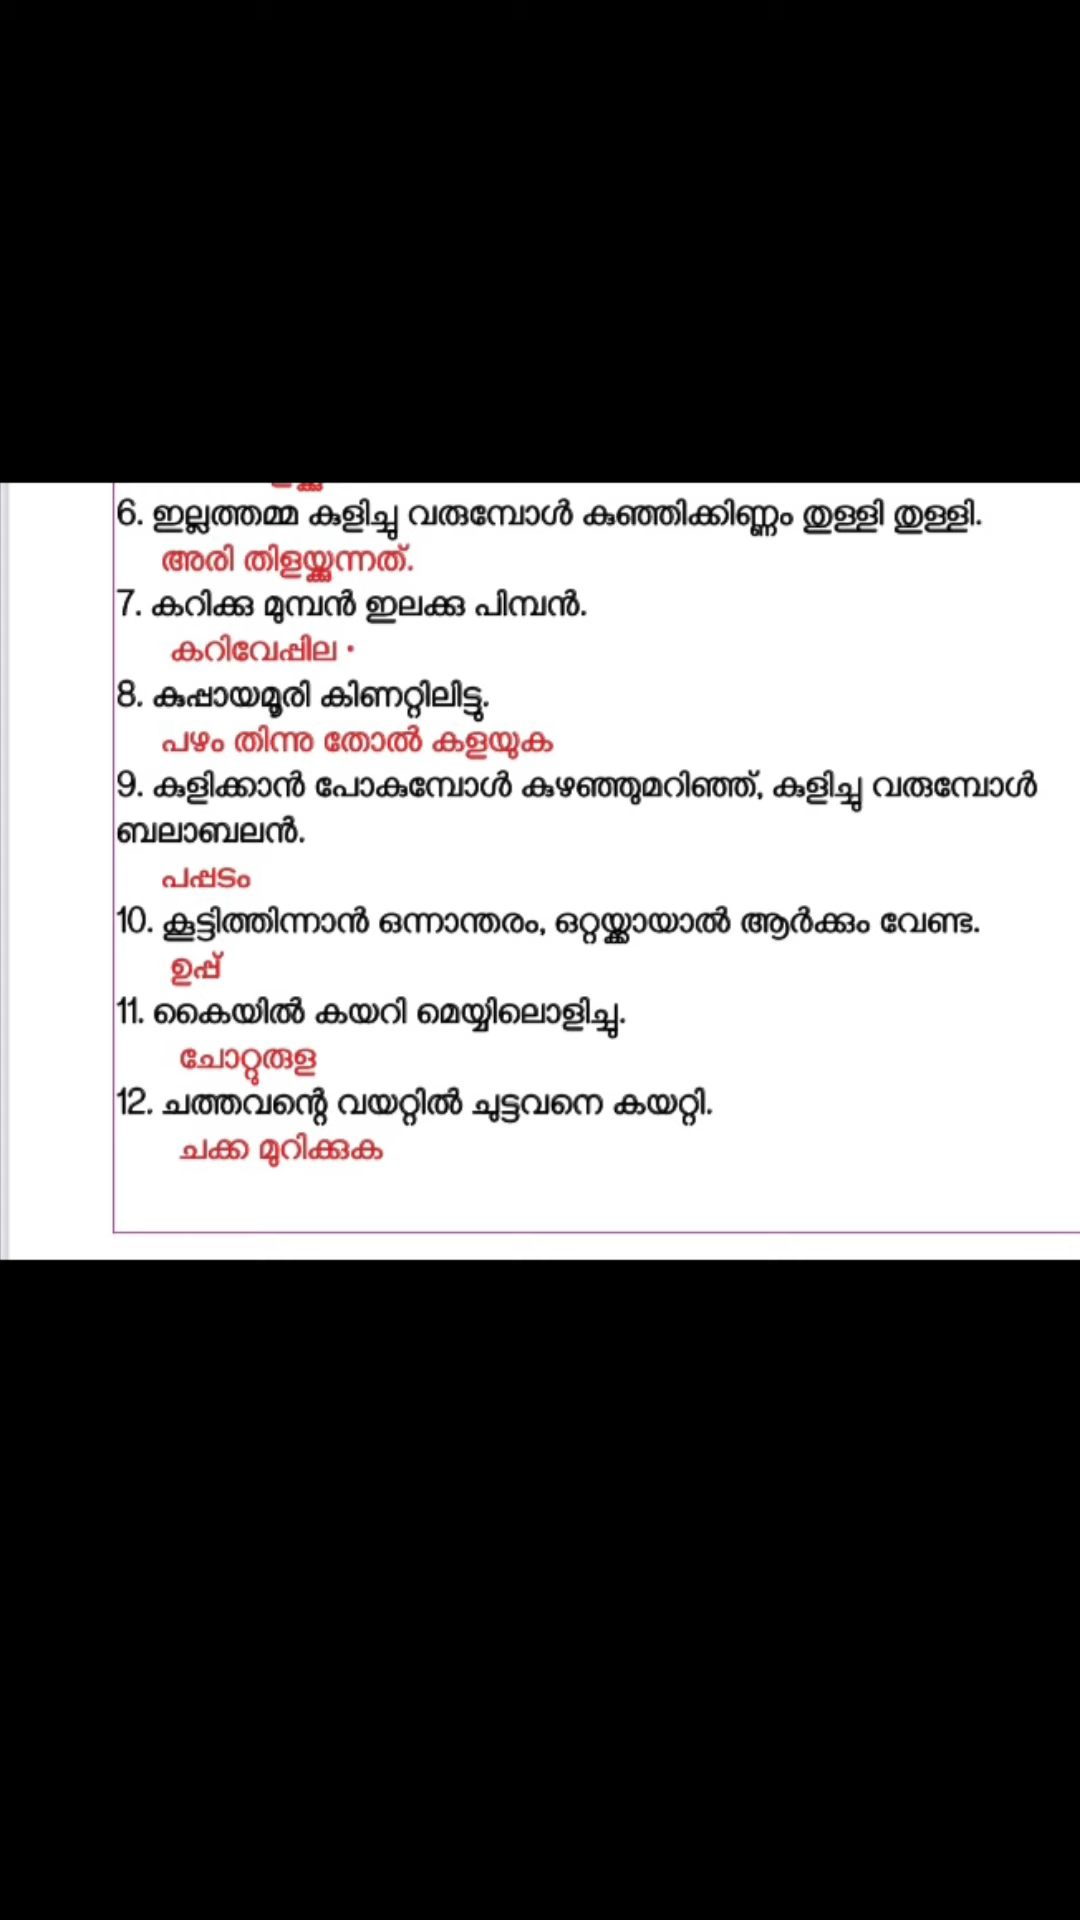 6. ഇല്ലത്തമ്മ കുളിച്ചു വരുമ്പോൾ കുഞ്ഞിക്കിണ്ണം തുള്ളി തുള്ളി.
അരി തിളയ്ക്കുന്നത്.
7. കറിക്കു മുമ്പൻ ഇലക്കു പിമ്പൻ.
കറിവേപ്പില •
8. കുപ്പായമൂരി കിണറ്റിലിട്ടു.
പഴം തിന്നു തോൽ കളയുക
9. കുളിക്കാൻ പോകുമ്പോൾ കുഴഞ്ഞുമറിഞ്ഞ്, കുളിച്ചു വരുമ്പോൾ
ബലാബലൻ.
പപ്പടം
10. കൂട്ടിത്തിന്നാൻ ഒന്നാന്തരം, ഒറ്റയ്ക്കായാൽ ആർക്കും വേണ്ട.
ഉപ്പ്
11. കൈയിൽ കയറി മെയ്യിലൊളിച്ചു.
ചോറ്റുരുള
12. ചത്തവന്റെ വയറ്റിൽ ചുട്ടവനെ കയറ്റി.
ചക്ക മുറിക്കുക